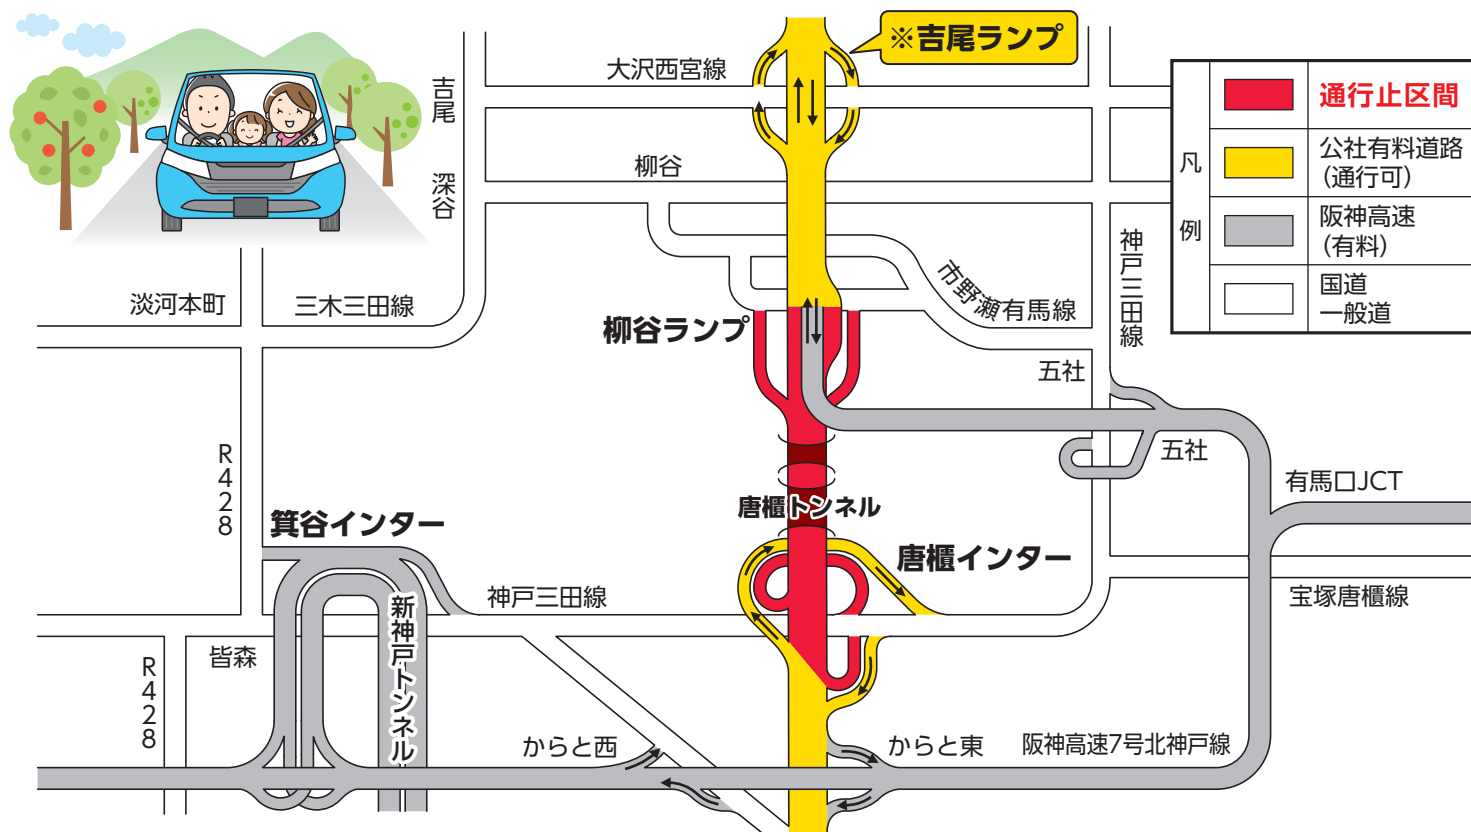 ※吉尾ランプ
大沢西宮線
吉尾
深谷
柳谷
通行止区間
公社有料道路
(通行可)
阪神高速
(有料)
国道
一般道
凡例
神戸三田線
淡河本町
三木三田線
柳谷ランプ
市野瀬有馬線
五社
五社
R428
有馬口JCT
箕谷インター
唐櫃トンネル
唐櫃インター
神戸三田線
宝塚唐櫃線
新神戸トンネル
皆森
R428
からと西
からと東
阪神高速7号北神戸線